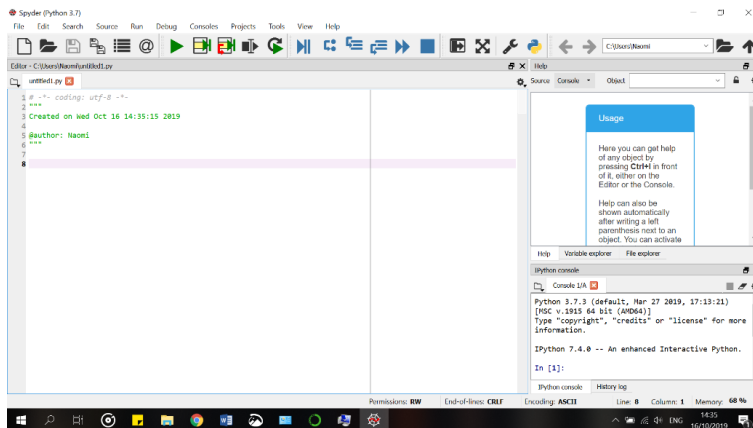 Spyder (Python 3.7)
File Edit Search Source Run Debug Consoles Projects Tools View Help
C:\Users\Naomi
Editor - C:\Users\Naomi\untitled1.py
Help
untitled1.py
Source Console Object
1 # -*- coding: utf-8 -*-
2 """
3 Created on Wed Oct 16 14:35:15 2019
4
5 @author: Naomi
6 """
7
8
Usage
Here you can get help
of any object by
pressing Ctrl+I in front
of it, either on the
Editor or the Console.
Help can also be
shown automatically
after writing a left
parenthesis next to an
object. You can activate
Help Variable explorer File explorer
IPython console
Console 1/A
Python 3.7.3 (default, Mar 27 2019, 17:13:21)
[MSC v.1915 64 bit (AMD64)]
Type "copyright", "credits" or "license" for more
information.
IPython 7.4.0 -- An enhanced Interactive Python.
In [1]:
IPython console History log
Permissions: RW End-of-lines: CRLF Encoding: ASCII Line: 8 Column: 1 Memory: 68 %
ENG
14:35
16/10/2019